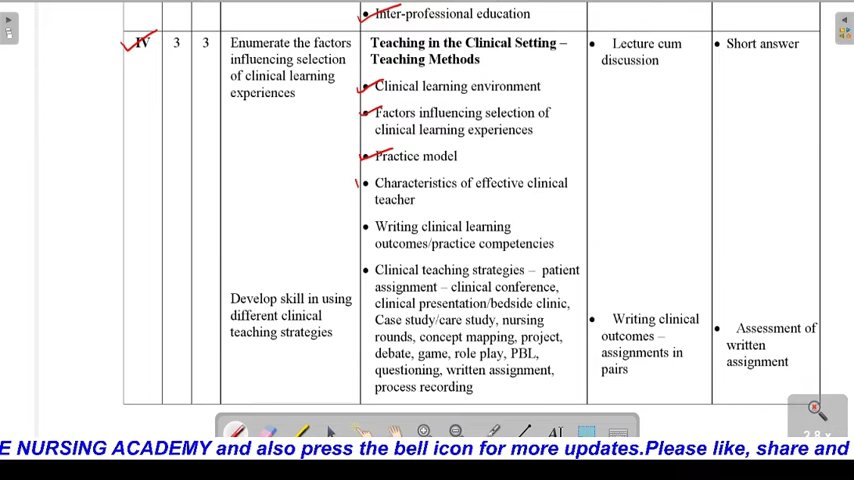 Inter-professional education
IV 3 3 Enumerate the factors
influencing selection
of clinical learning
experiences
Teaching in the Clinical Setting –
Teaching Methods
• Clinical learning environment
• Factors influencing selection of
clinical learning experiences
• Practice model
• Characteristics of effective clinical
teacher
• Writing clinical learning
outcomes/practice competencies
• Lecture cum
discussion
• Short answer
Develop skill in using
different clinical
teaching strategies
• Clinical teaching strategies – patient
assignment – clinical conference,
clinical presentation/bedside clinic,
Case study/care study, nursing
rounds, concept mapping, project,
debate, game, role play, PBL,
questioning, written assignment,
process recording
• Writing clinical
outcomes –
assignments in
pairs
• Assessment of
written
assignment
2.8 x
E NURSING ACADEMY and also press the bell icon for more updates.Please like, share and